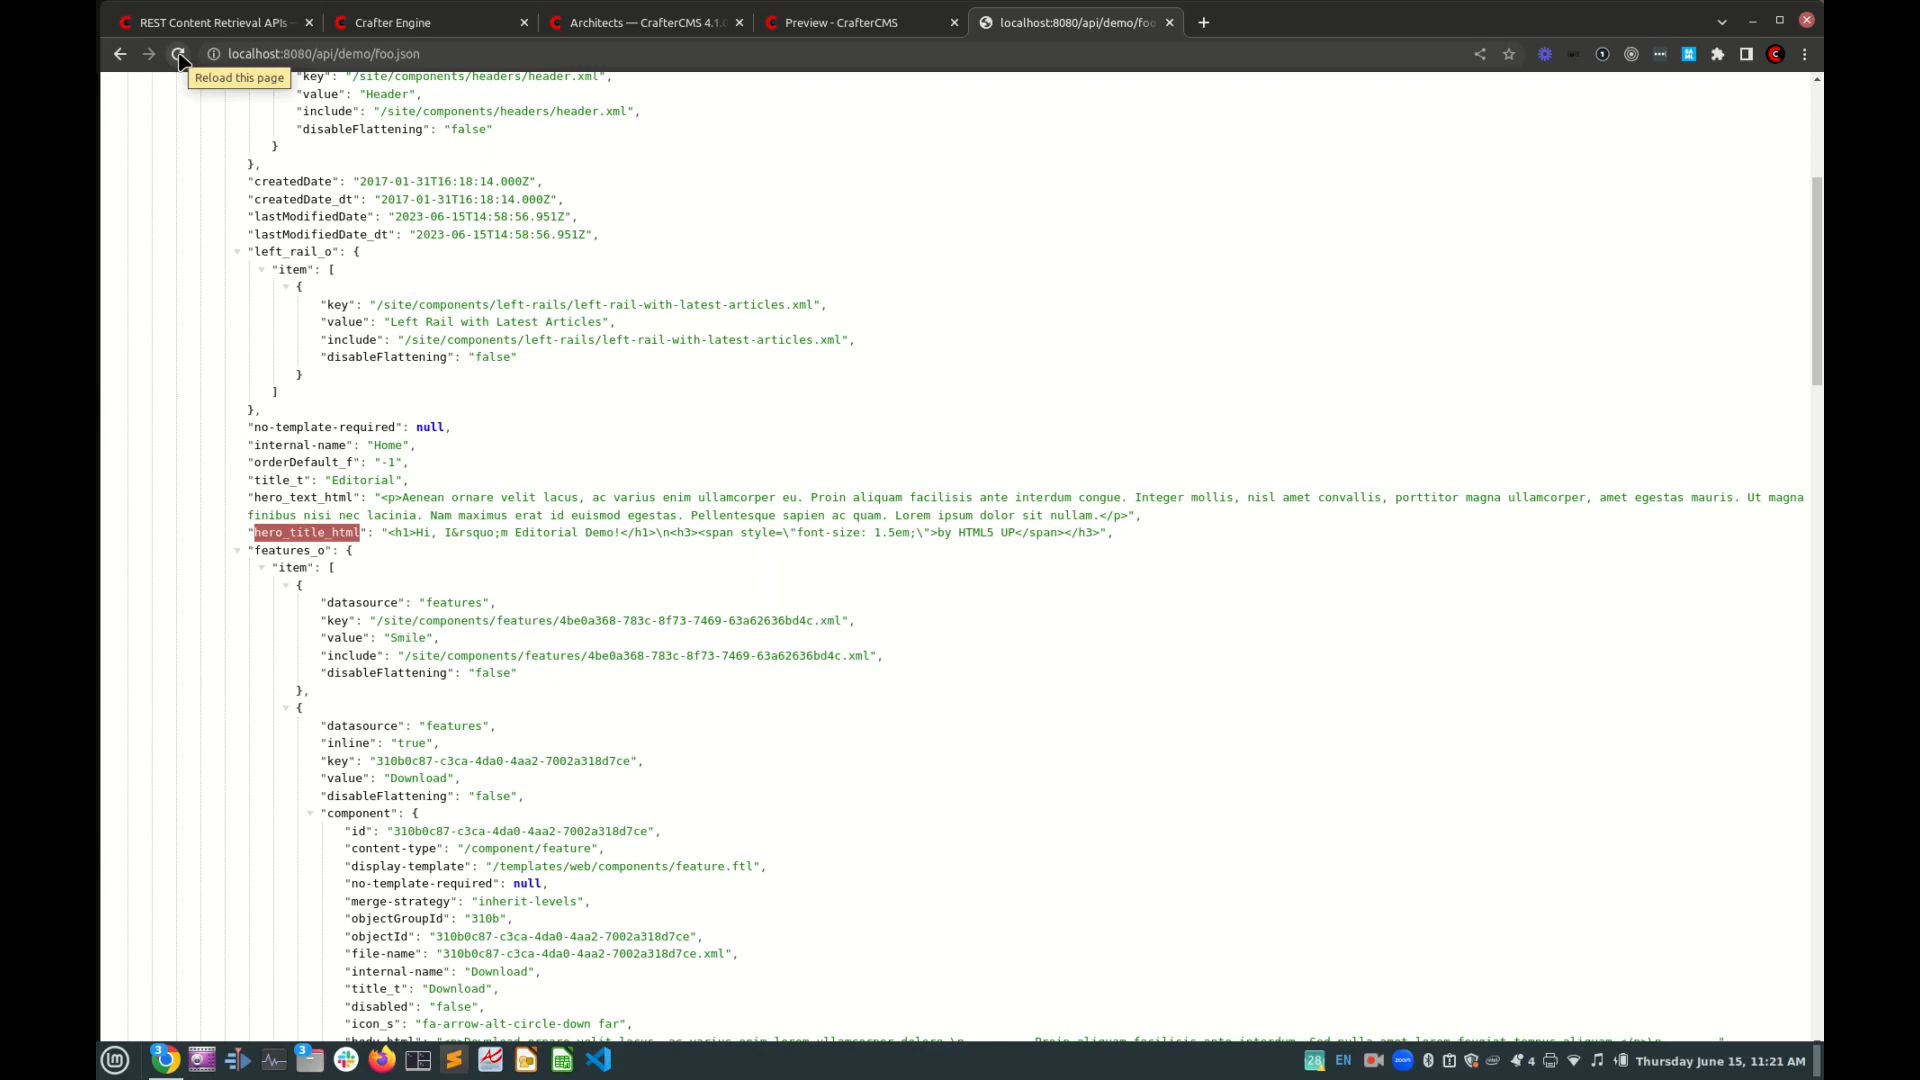 REST Content Retrieval APIs
Crafter Engine
Architects — CrafterCMS 4.1.0
Preview - CrafterCMS
localhost:8080/api/demo/foo
localhost:8080/api/demo/foo.json
Reload this page
"key": "/site/components/headers/header.xml",
"value": "Header",
"include": "/site/components/headers/header.xml",
"disableFlattening": "false"
}
},
"createdDate": "2017-01-31T16:18:14.000Z",
"createdDate_dt": "2017-01-31T16:18:14.000Z",
"lastModifiedDate": "2023-06-15T14:58:56.951Z",
"lastModifiedDate_dt": "2023-06-15T14:58:56.951Z",
"left_rail_o": {
"item": [
{
"key": "/site/components/left-rails/left-rail-with-latest-articles.xml",
"value": "Left Rail with Latest Articles",
"include": "/site/components/left-rails/left-rail-with-latest-articles.xml",
"disableFlattening": "false"
}
]
},
"no-template-required": null,
"internal-name": "Home",
"orderDefault_f": "-1",
"title_t": "Editorial",
"hero_text_html": "<p>Aenean ornare velit lacus, ac varius enim ullamcorper eu. Proin aliquam facilisis ante interdum congue. Integer mollis, nisl amet convallis, porttitor magna ullamcorper, amet egestas mauris. Ut magna
finibus nisi nec lacinia. Nam maximus erat id euismod egestas. Pellentesque sapien ac quam. Lorem ipsum dolor sit nullam.</p>",
"hero_title_html": "<h1>Hi, I&rsquo;m Editorial Demo!</h1>\n<h3><span style=\"font-size: 1.5em;\">by HTML5 UP</span></h3>",
"features_o": {
"item": [
{
"datasource": "features",
"key": "/site/components/features/4be0a368-783c-8f73-7469-63a62636bd4c.xml",
"value": "Smile",
"include": "/site/components/features/4be0a368-783c-8f73-7469-63a62636bd4c.xml",
"disableFlattening": "false"
},
{
"datasource": "features",
"inline": "true",
"key": "310b0c87-c3ca-4da0-4aa2-7002a318d7ce",
"value": "Download",
"disableFlattening": "false",
"component": {
"id": "310b0c87-c3ca-4da0-4aa2-7002a318d7ce",
"content-type": "/component/feature",
"display-template": "/templates/web/components/feature.ftl",
"no-template-required": null,
"merge-strategy": "inherit-levels",
"objectGroupId": "310b",
"objectId": "310b0c87-c3ca-4da0-4aa2-7002a318d7ce",
"file-name": "310b0c87-c3ca-4da0-4aa2-7002a318d7ce.xml",
"internal-name": "Download",
"title_t": "Download",
"disabled": "false",
"icon_s": "fa-arrow-alt-circle-down far",
3
3
28
EN
zoom
4
Thursday June 15, 11:21 AM